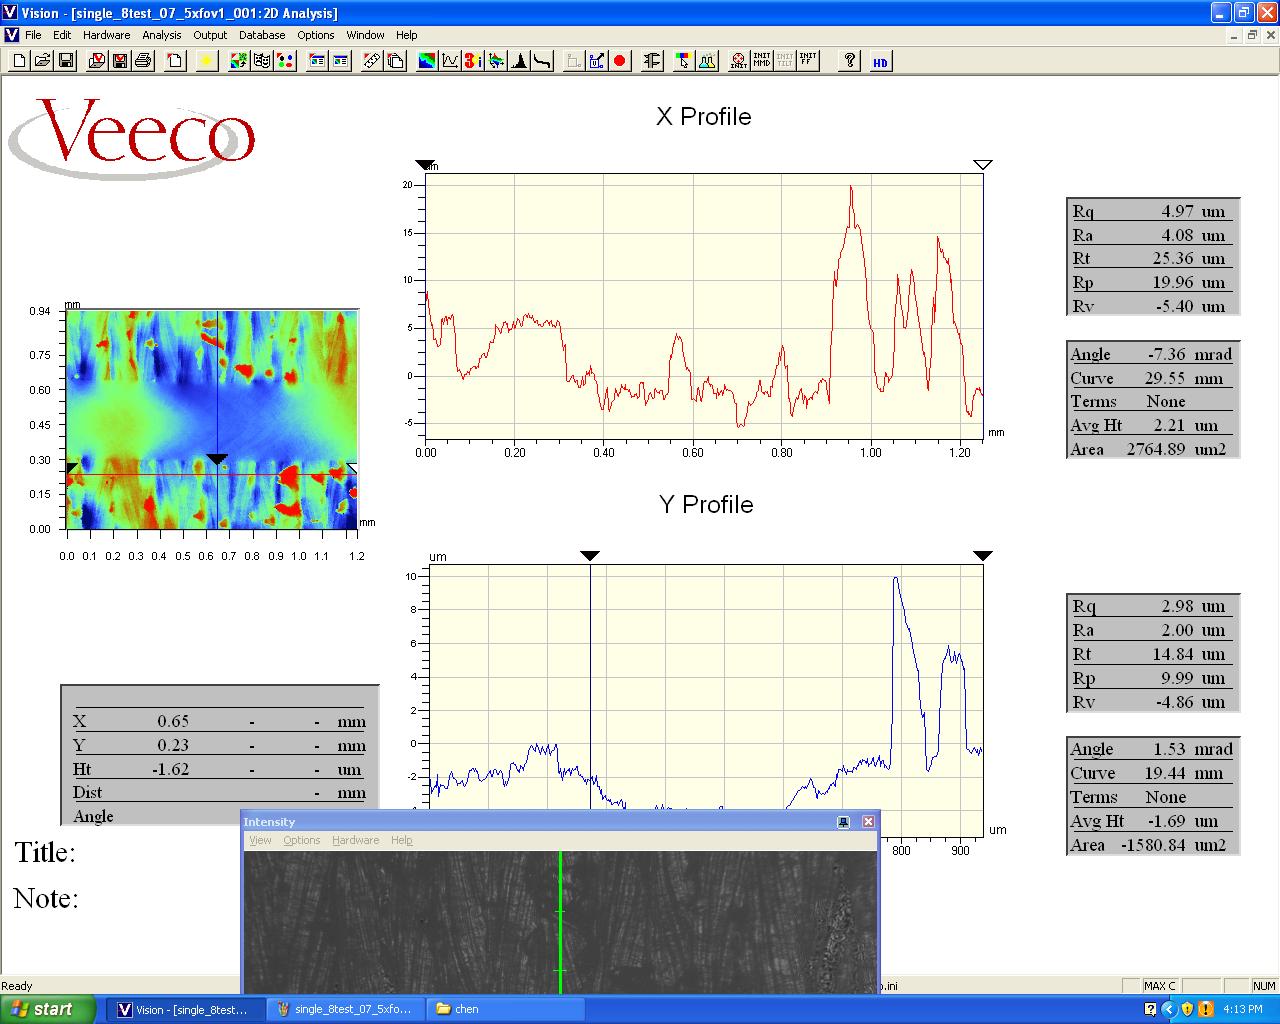 Vision - [single_8test_07_5xfov1_001:2D Analysis]
File Edit Hardware Analysis Output Database Options Window Help
INIT INIT MMD INIT TILT INIT FF ? HD
Veeco
X Profile
um
20
15
10
5
0
-5
0.00 0.20 0.40 0.60 0.80 1.00 1.20
mm
Rq 4.97 um
Ra 4.08 um
Rt 25.36 um
Rp 19.96 um
Rv -5.40 um
Angle -7.36 mrad
Curve 29.55 mm
Terms None
Avg Ht 2.21 um
Area 2764.89 um2
mm
0.94
0.75
0.60
0.45
0.30
0.15
0.00
mm
0.0 0.1 0.2 0.3 0.4 0.5 0.6 0.7 0.8 0.9 1.0 1.1 1.2
Y Profile
um
10
8
6
4
2
0
-2
800 900
um
Rq 2.98 um
Ra 2.00 um
Rt 14.84 um
Rp 9.99 um
Rv -4.86 um
Angle 1.53 mrad
Curve 19.44 mm
Terms None
Avg Ht -1.69 um
Area -1580.84 um2
X 0.65 - - mm
Y 0.23 - - mm
Ht -1.62 - - um
Dist - mm
Angle
Title:
Note:
Intensity
View Options Hardware Help
Ready
.ini
MAX C
NUM
start
Vision - [single_8test...
single_8test_07_5xfo...
chen
4:13 PM